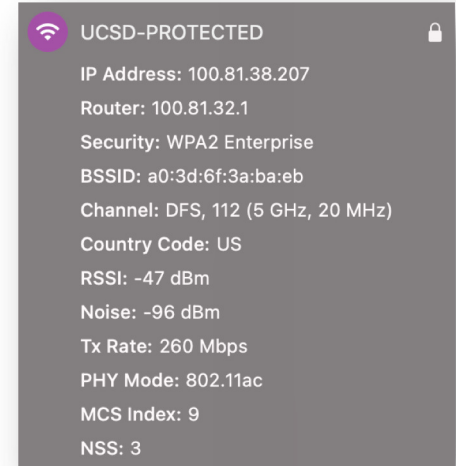 UCSD-PROTECTED
IP Address: 100.81.38.207
Router: 100.81.32.1
Security: WPA2 Enterprise
BSSID: a0:3d:6f:3a:ba:eb
Channel: DFS, 112 (5 GHz, 20 MHz)
Country Code: US
RSSI: -47 dBm
Noise: -96 dBm
Tx Rate: 260 Mbps
PHY Mode: 802.11ac
MCS Index: 9
NSS: 3